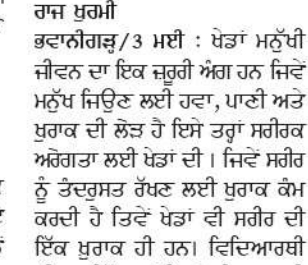 ਰਾਜ ਖੁਰਮੀ
ਭਵਾਨੀਗੜ੍ਹ/3 ਮਈ : ਖੇਡਾਂ ਮਨੁੱਖੀ
ਜੀਵਨ ਦਾ ਇਕ ਜ਼ਰੂਰੀ ਅੰਗ ਹਨ ਜਿਵੇਂ
ਮਨੁੱਖ ਜਿਉਣ ਲਈ ਹਵਾ, ਪਾਣੀ ਅਤੇ
ਖੁਰਾਕ ਦੀ ਲੋੜ ਹੈ ਇਸੇ ਤਰ੍ਹਾਂ ਸਰੀਰਕ
ਅਰੋਗਤਾ ਲਈ ਖੇਡਾਂ ਦੀ । ਜਿਵੇਂ ਸਰੀਰ
ਨੂੰ ਤੰਦਰੁਸਤ ਰੱਖਣ ਲਈ ਖੁਰਾਕ ਕੰਮ
ਕਰਦੀ ਹੈ ਤਿਵੇਂ ਖੇਡਾਂ ਵੀ ਸਰੀਰ ਦੀ
ਇੱਕ ਖ਼ੁਰਾਕ ਹੀ ਹਨ। ਵਿਦਿਆਰਥੀ